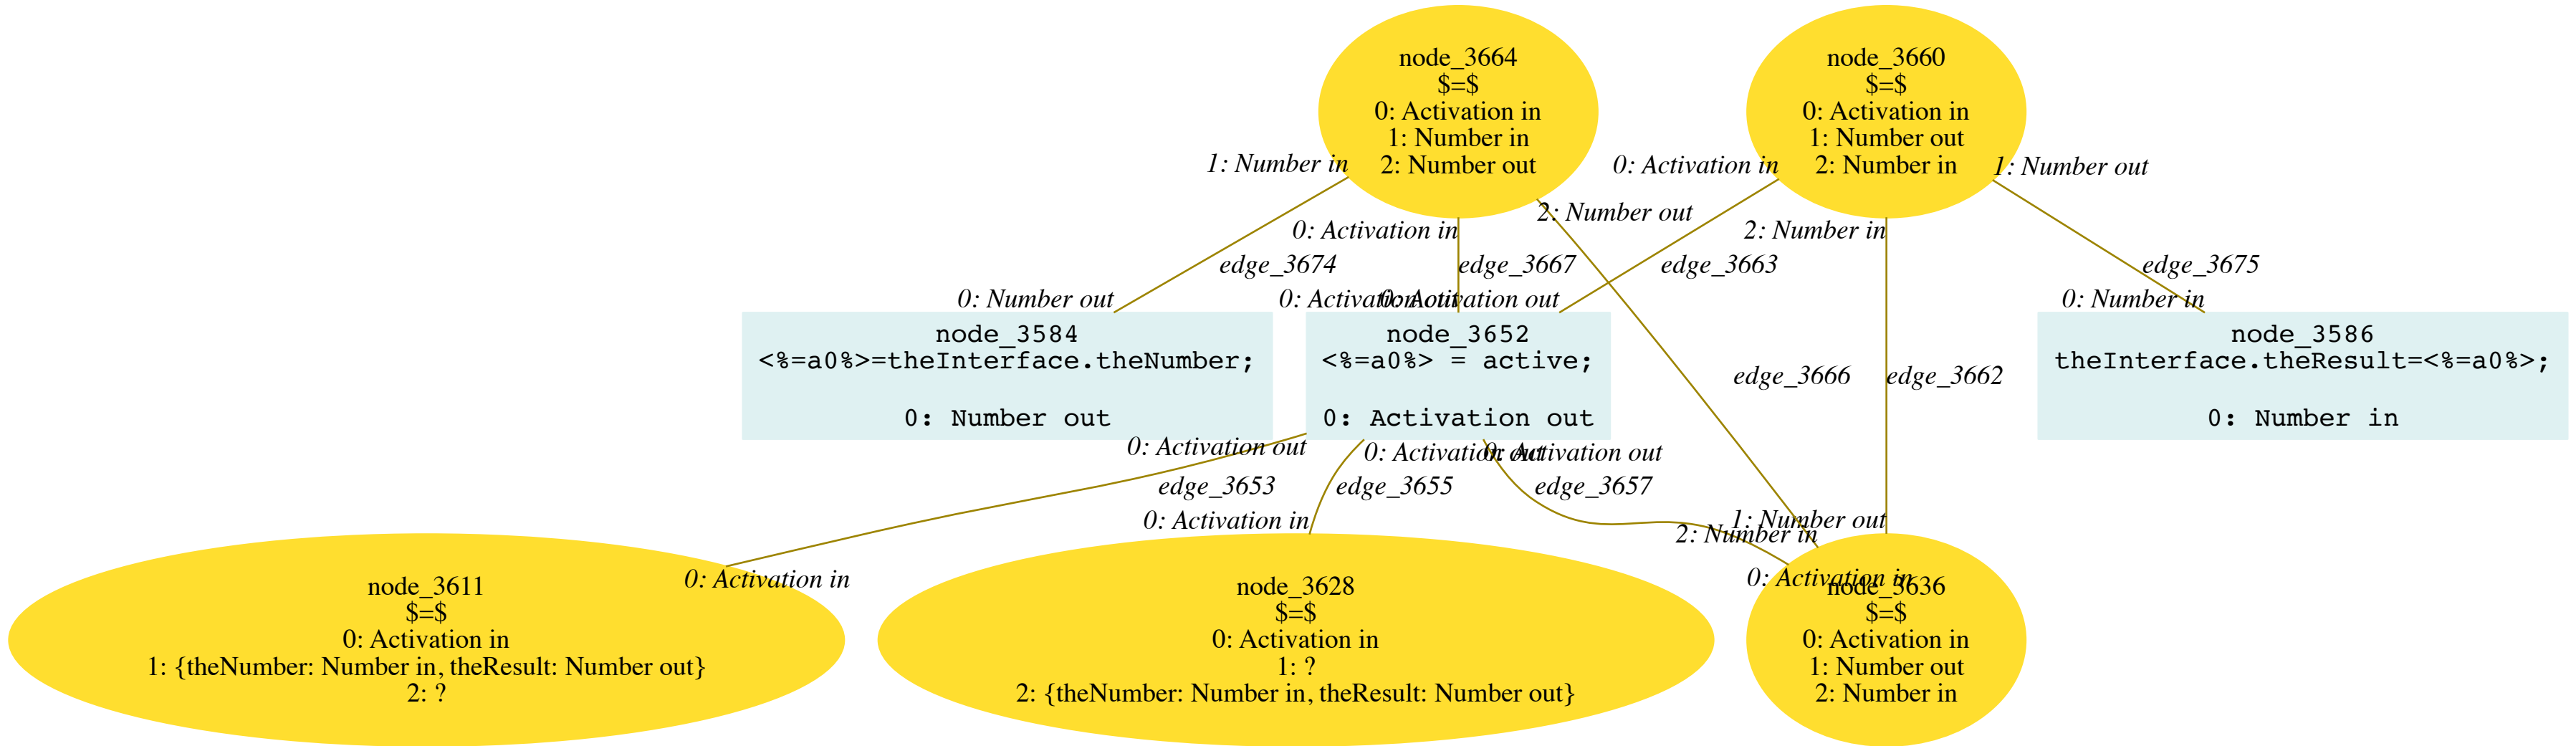 node_3664
$=$
0: Activation in
1: Number in
2: Number out
node_3660
$=$
0: Activation in
1: Number out
2: Number in
1: Number in
0: Activation in
1: Number out
2: Number out
0: Activation in
2: Number in
edge_3674
edge_3667
edge_3663
edge_3675
0: Number out
0: Activation out
0: Activation out
0: Number in
node_3584
<%=a0%>=theInterface.theNumber;
0: Number out
node_3652
<%=a0%> = active;
0: Activation out
edge_3666
edge_3662
node_3586
theInterface.theResult=<%=a0%>;
0: Number in
0: Activation out
0: Activation out
0: Activation out
edge_3653
edge_3655
edge_3657
0: Activation in
1: Number out
2: Number in
0: Activation in
0: Activation in
node_3611
$=$
0: Activation in
1: {theNumber: Number in, theResult: Number out}
2: ?
node_3628
$=$
0: Activation in
1: ?
2: {theNumber: Number in, theResult: Number out}
node_3636
$=$
0: Activation in
1: Number out
2: Number in